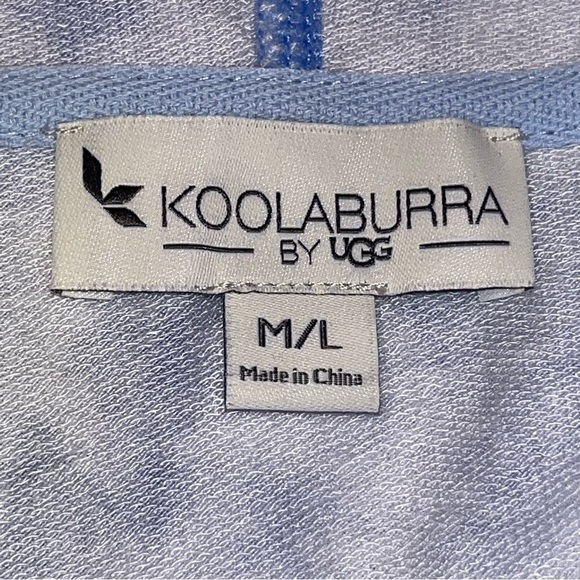 KOOLABURRA
BY UGG
M/L
Made in China